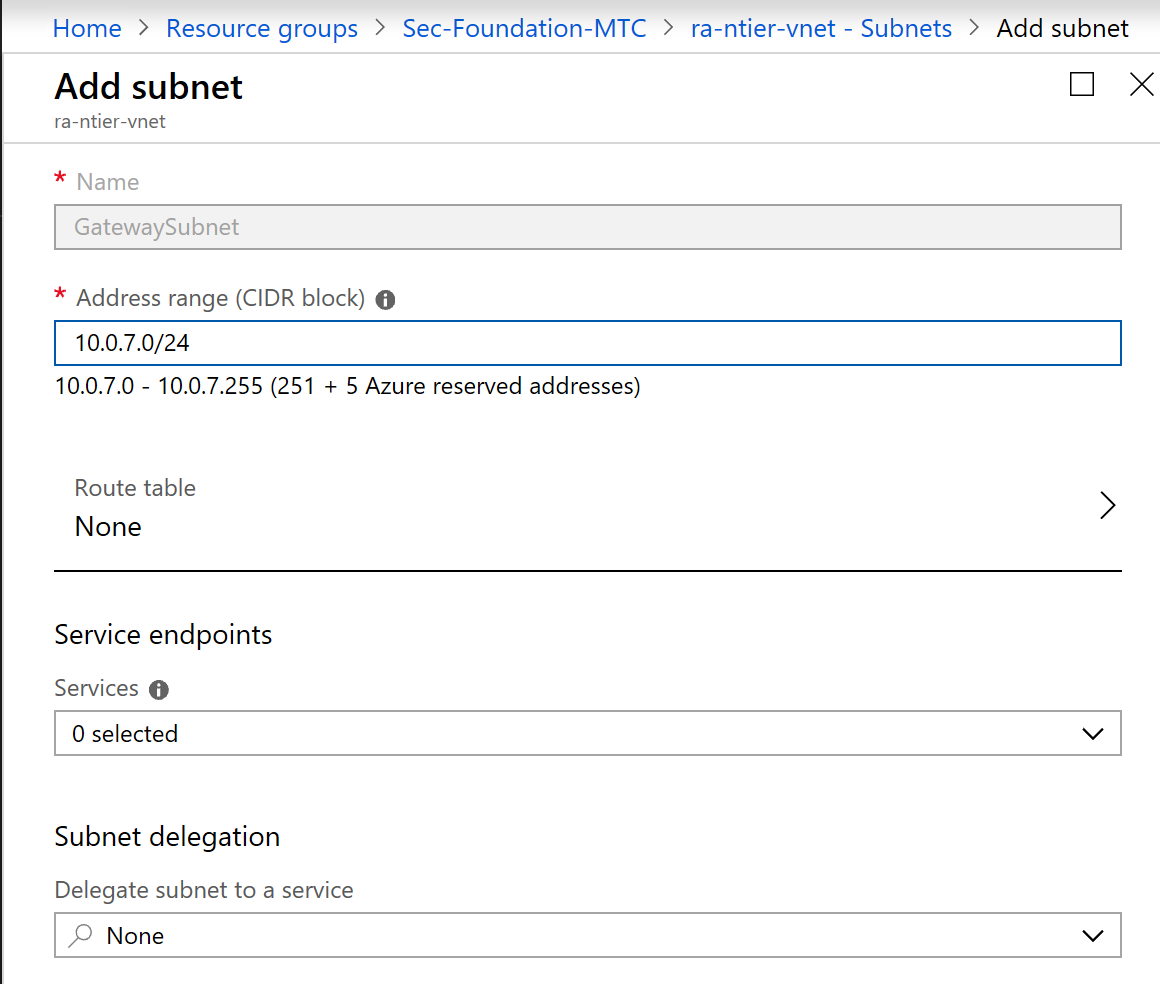 Home > Resource groups > Sec-Foundation-MTC > ra-ntier-vnet - Subnets > Add subnet
Add subnet
ra-ntier-vnet
* Name
GatewaySubnet
* Address range (CIDR block)
10.0.7.0/24
10.0.7.0 - 10.0.7.255 (251 + 5 Azure reserved addresses)
Route table
None
Service endpoints
Services
0 selected
Subnet delegation
Delegate subnet to a service
None